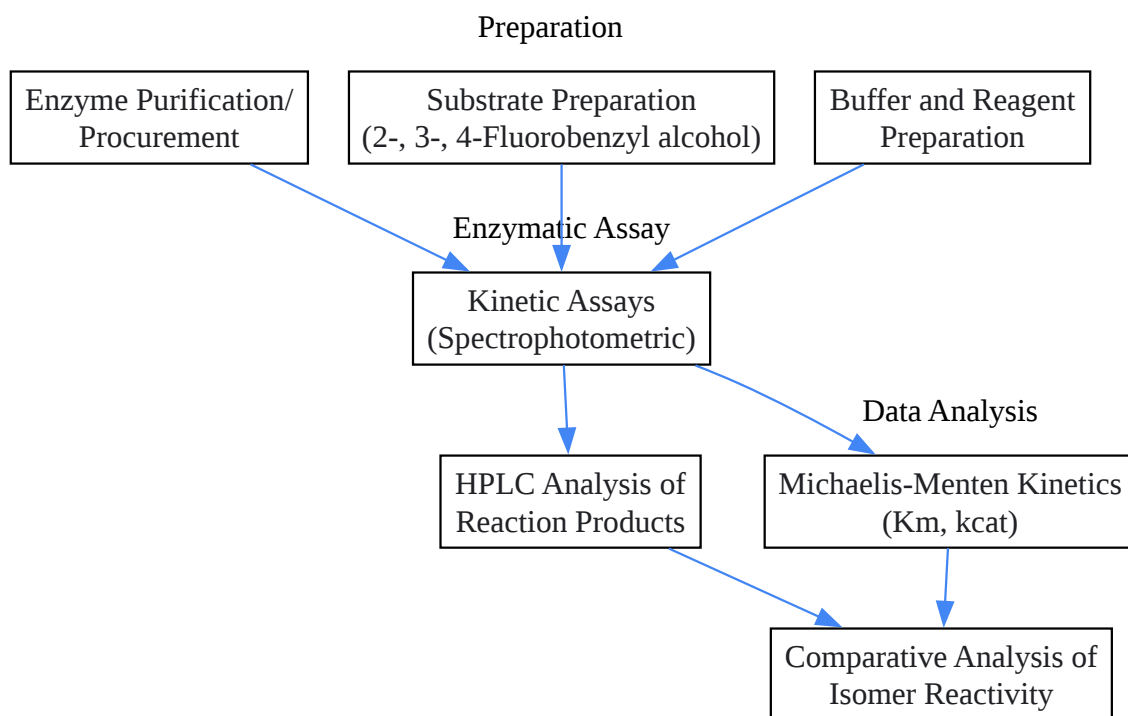 Preparation
Enzyme Purification/
Procurement
Substrate Preparation
(2-, 3-, 4-Fluorobenzyl alcohol)
Buffer and Reagent
Preparation
Enzymatic Assay
Kinetic Assays
(Spectrophotometric)
Data Analysis
HPLC Analysis of
Reaction Products
Michaelis-Menten Kinetics
(Km, kcat)
Comparative Analysis of
Isomer Reactivity